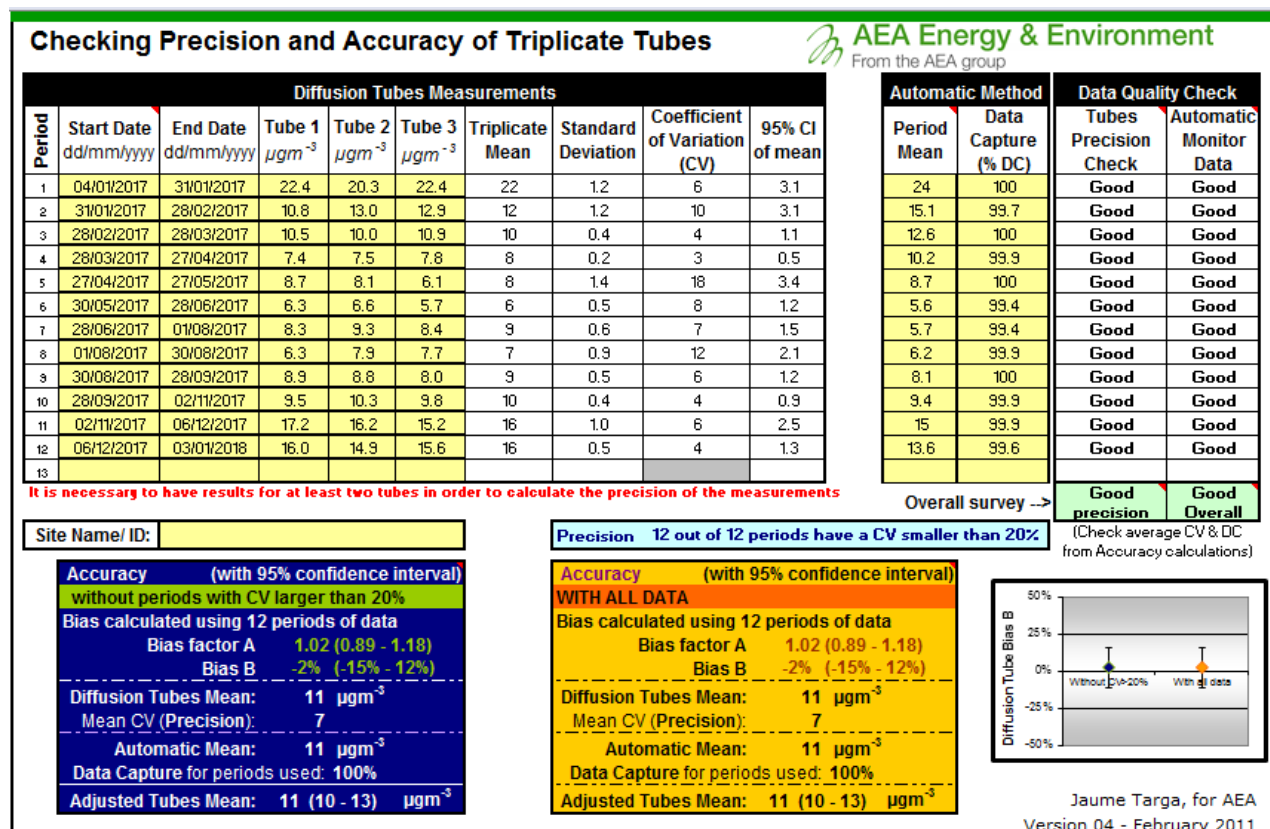 Checking Precision and Accuracy of Triplicate Tubes
AEA Energy & Environment
From the AEA group
Diffusion Tubes Measurements
Automatic Method
Data Quality Check
Period
Start Date dd/mm/yyyy
End Date dd/mm/yyyy
Tube 1 µgm⁻³
Tube 2 µgm⁻³
Tube 3 µgm⁻³
Triplicate Mean
Standard Deviation
Coefficient of Variation (CV)
95% CI of mean
Period Mean
Data Capture (% DC)
Tubes Precision Check
Automatic Monitor Data
1 04/01/2017 31/01/2017 22.4 20.3 22.4 22 1.2 6 3.1 24 100 Good Good
2 31/01/2017 28/02/2017 10.8 13.0 12.9 12 1.2 10 3.1 15.1 99.7 Good Good
3 28/02/2017 28/03/2017 10.5 10.0 10.9 10 0.4 4 1.1 12.6 100 Good Good
4 28/03/2017 27/04/2017 7.4 7.5 7.8 8 0.2 3 0.5 10.2 99.9 Good Good
5 27/04/2017 27/05/2017 8.7 8.1 6.1 8 1.4 18 3.4 8.7 100 Good Good
6 30/05/2017 28/06/2017 6.3 6.6 5.7 6 0.5 8 1.2 5.6 99.4 Good Good
7 28/06/2017 01/08/2017 8.3 9.3 8.4 9 0.6 7 1.5 5.7 99.4 Good Good
8 01/08/2017 30/08/2017 6.3 7.9 7.7 7 0.9 12 2.1 6.2 99.9 Good Good
9 30/08/2017 28/09/2017 8.9 8.8 8.0 9 0.5 6 1.2 8.1 100 Good Good
10 28/09/2017 02/11/2017 9.5 10.3 9.8 10 0.4 4 0.9 9.4 99.9 Good Good
11 02/11/2017 06/12/2017 17.2 16.2 15.2 16 1.0 6 2.5 15 99.9 Good Good
12 06/12/2017 03/01/2018 16.0 14.9 15.6 16 0.5 4 1.3 13.6 99.6 Good Good
13
It is necessary to have results for at least two tubes in order to calculate the precision of the measurements
Overall survey -->
Good precision
Good Overall
Site Name/ ID:
Precision 12 out of 12 periods have a CV smaller than 20%
(Check average CV & DC
from Accuracy calculations)
Accuracy (with 95% confidence interval)
without periods with CV larger than 20%
Bias calculated using 12 periods of data
Bias factor A 1.02 (0.89 - 1.18)
Bias B -2% (-15% - 12%)
Diffusion Tubes Mean: 11 µgm⁻³
Mean CV (Precision): 7
Automatic Mean: 11 µgm⁻³
Data Capture for periods used: 100%
Adjusted Tubes Mean: 11 (10 - 13) µgm⁻³
Accuracy (with 95% confidence interval)
WITH ALL DATA
Bias calculated using 12 periods of data
Bias factor A 1.02 (0.89 - 1.18)
Bias B -2% (-15% - 12%)
Diffusion Tubes Mean: 11 µgm⁻³
Mean CV (Precision): 7
Automatic Mean: 11 µgm⁻³
Data Capture for periods used: 100%
Adjusted Tubes Mean: 11 (10 - 13) µgm⁻³
Diffusion Tube Bias B
50%
25%
0%
-25%
-50%
Without CV>20%
With all data
Jaume Targa, for AEA
Version 04 - February 2011